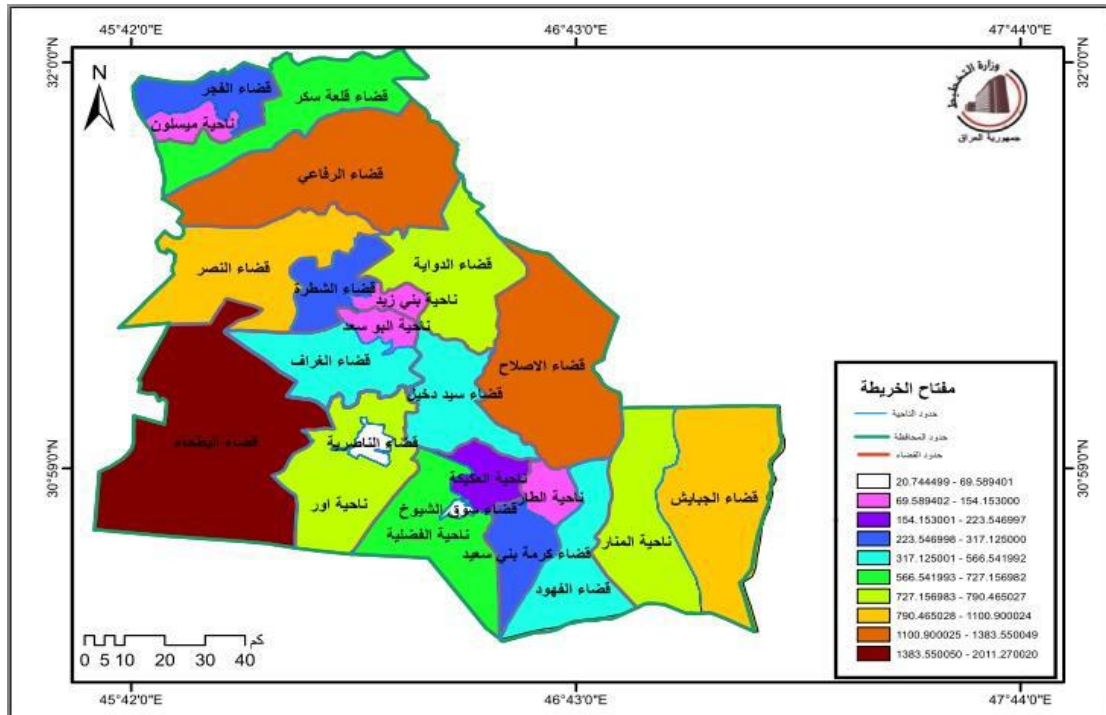 45°42'0"E
46°43'0"E
47°44'0"E
32°0'0"N
32°0'0"N
N
وزارة التخطيط
جمهورية العراق
قضاء الفجر
قضاء قلعة سكر
ناحية ميسلون
قضاء الرفاعي
قضاء النصر
قضاء الدواية
قضاء الشطرة
ناحية بني زيد
ناحية البو سعد
قضاء الغراف
قضاء الاصلاح
قضاء سيد دخيل
قضاء البطحاء
قضاء الناصرية
ناحية اور
ناحية العكيكة
ناحية الطار
قضاء سوق الشيوخ
ناحية الفضلية
قضاء كرمة بني سعيد
قضاء الفهود
ناحية المنار
قضاء الجبايش
30°59'0"N
30°59'0"N
مفتاح الخريطة
حدود الناحية
حدود المحافظة
حدود القضاء
20.744499 - 69.589401
69.589402 - 154.153000
154.153001 - 223.546997
223.546998 - 317.125000
317.125001 - 566.541992
566.541993 - 727.156982
727.156983 - 790.465027
790.465028 - 1100.900024
1100.900025 - 1383.550049
1383.550050 - 2011.270020
كم
0 5 10 20 30 40
45°42'0"E
46°43'0"E
47°44'0"E